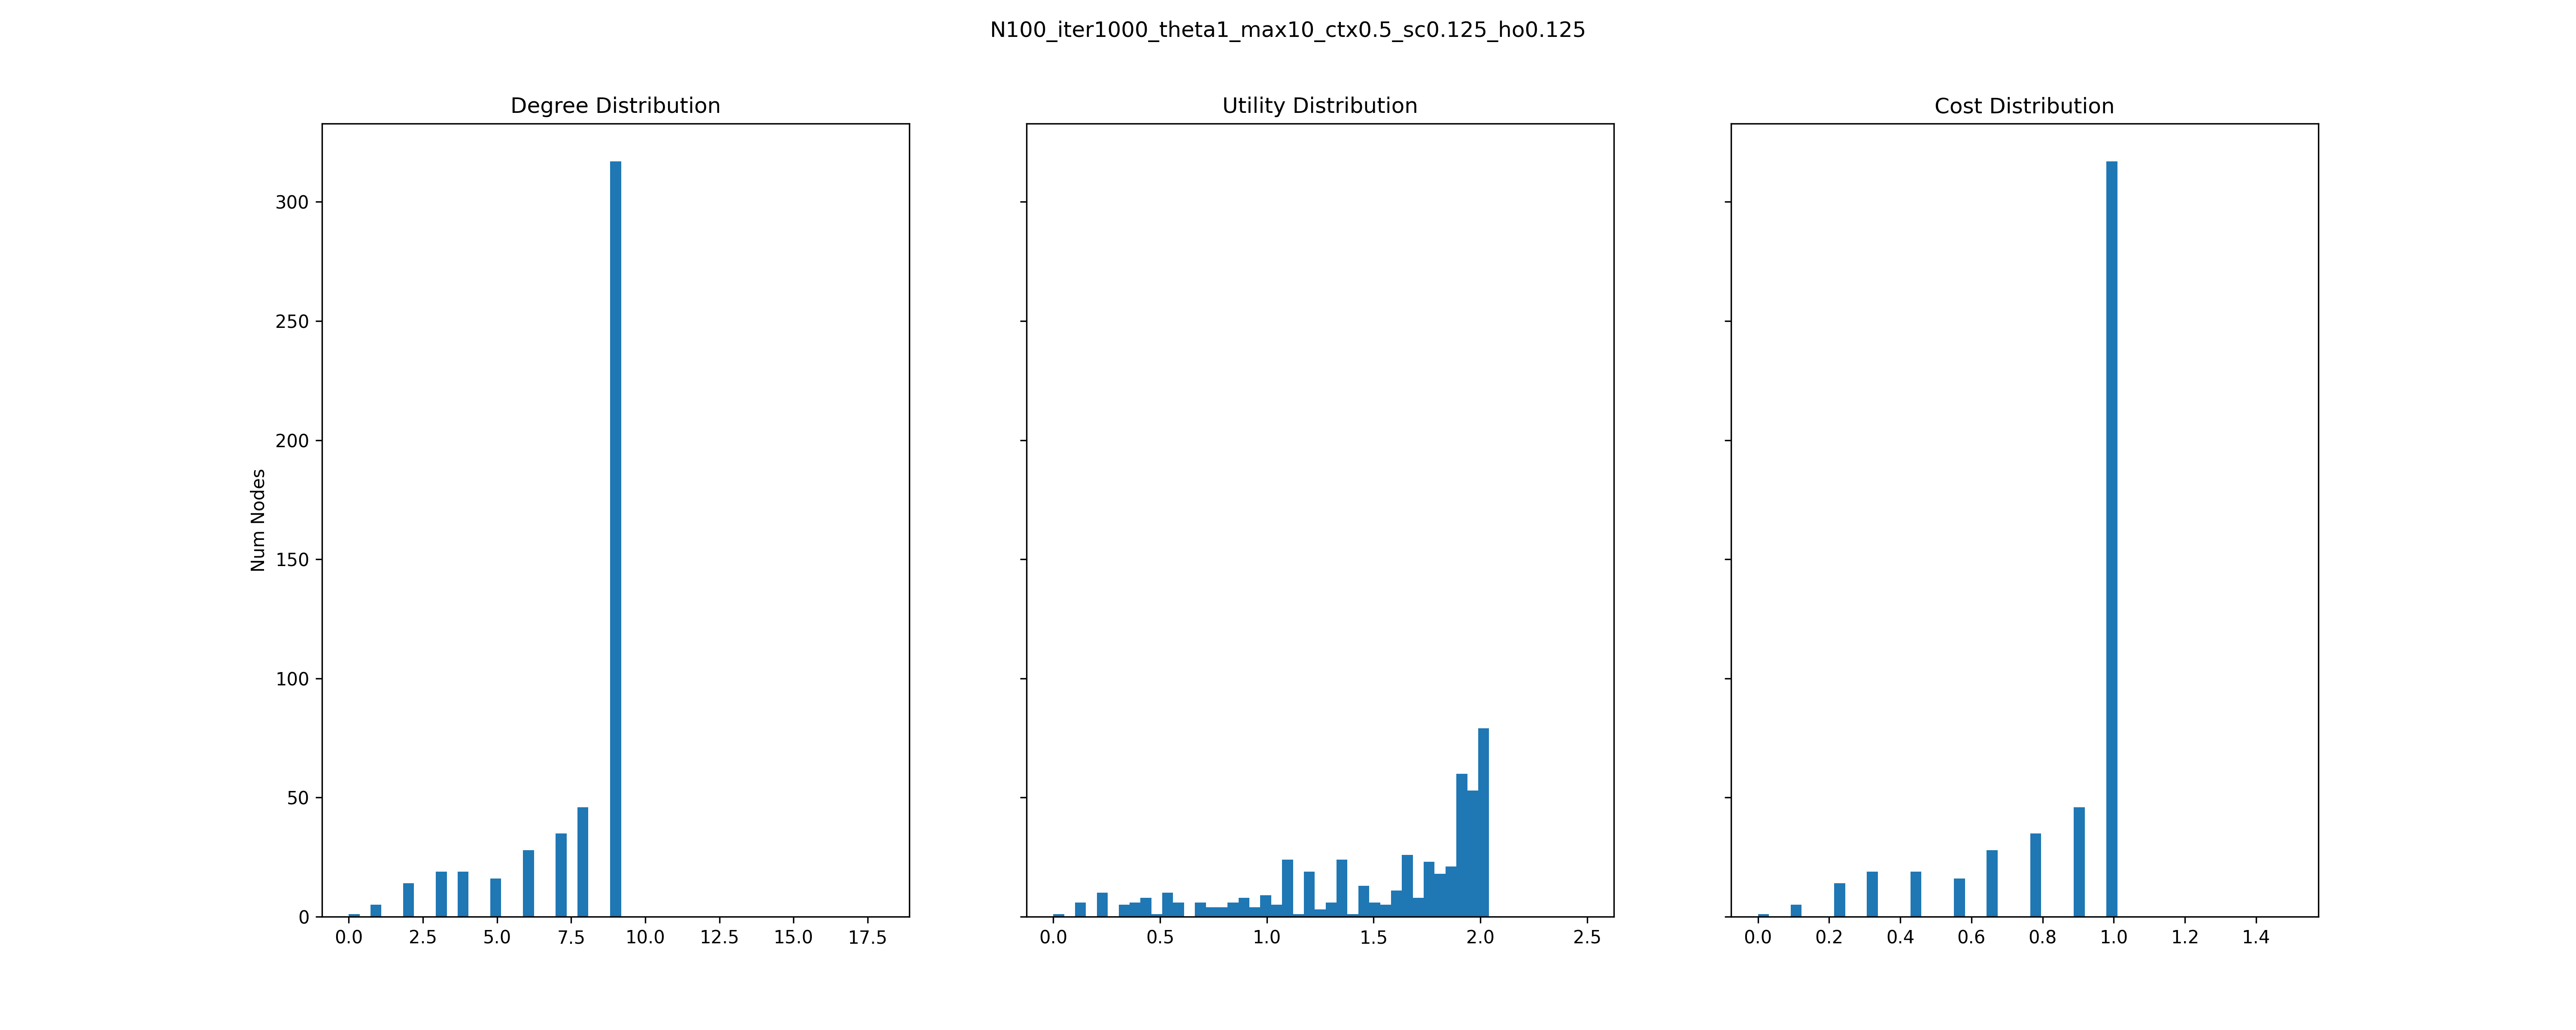 N100_iter1000_theta1_max10_ctx0.5_sc0.125_ho0.125
Degree Distribution
Utility Distribution
Cost Distribution
Num Nodes
300
250
200
150
100
50
0
0.0 2.5 5.0 7.5 10.0 12.5 15.0 17.5
0.0 0.5 1.0 1.5 2.0 2.5
0.0 0.2 0.4 0.6 0.8 1.0 1.2 1.4